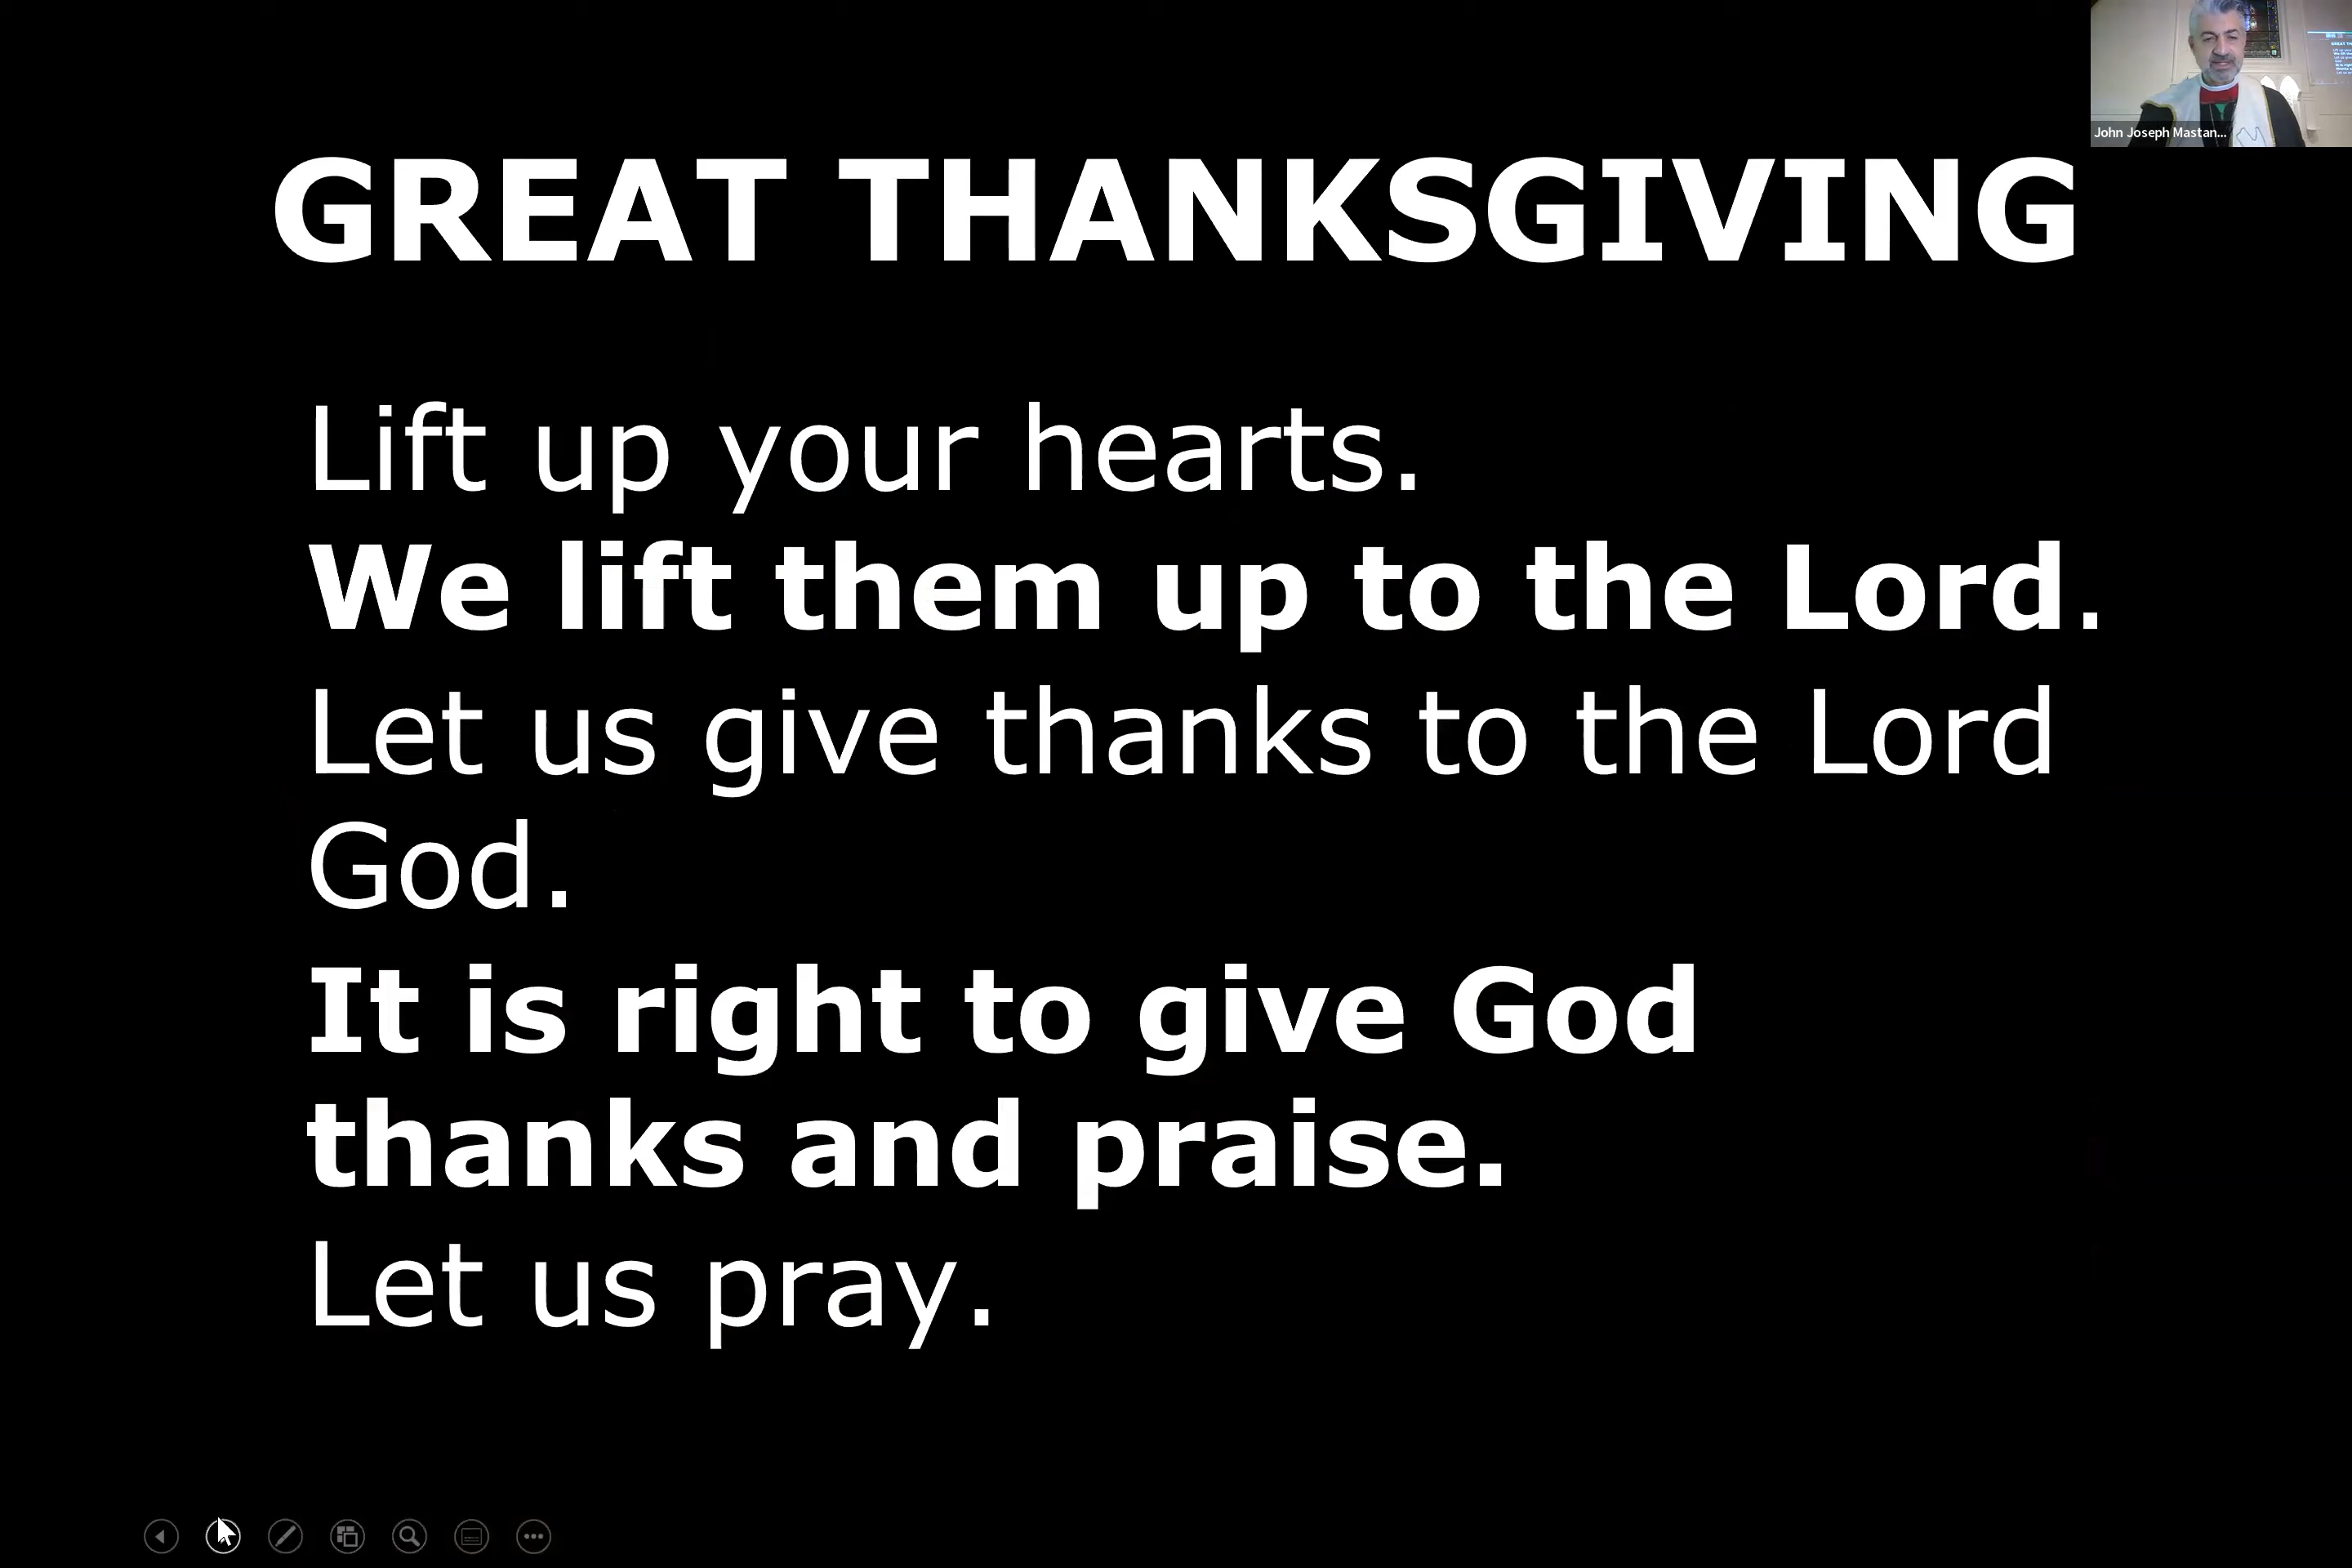 John Joseph Mastan...
GREAT THANKSGIVING
Lift up your hearts.
We lift them up to the Lord.
Let us give thanks to the Lord
God.
It is right to give God
thanks and praise.
Let us pray.